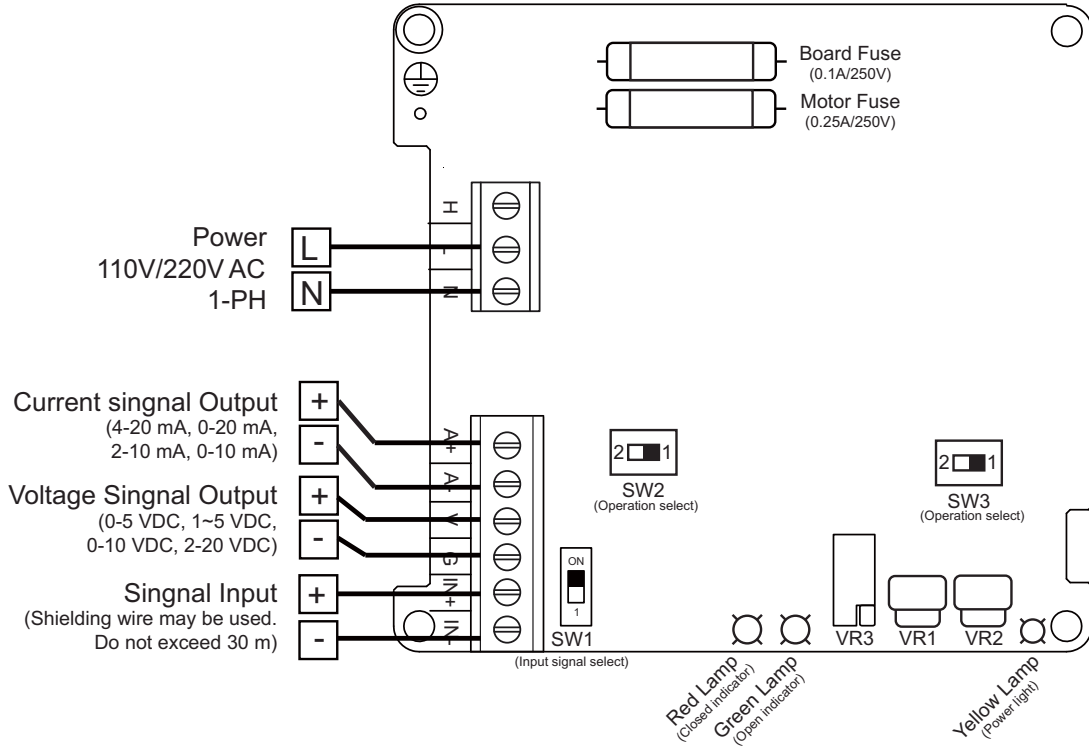 Board Fuse
(0.1A/250V)
Motor Fuse
(0.25A/250V)
H
L
N
Power
110V/220V AC
1-PH
L
N
Current singnal Output
(4-20 mA, 0-20 mA,
2-10 mA, 0-10 mA)
+
-
Voltage Singnal Output
(0-5 VDC, 1~5 VDC,
0-10 VDC, 2-20 VDC)
+
-
Singnal Input
(Shielding wire may be used.
Do not exceed 30 m)
+
-
A+
A-
V
G
IN+
IN-
ON
1
SW1
(Input signal select)
2 1
SW2
(Operation select)
2 1
SW3
(Operation select)
VR3
VR1
VR2
Red Lamp
(Closed indicator)
Green Lamp
(Open indicator)
Yellow Lamp
(Power light)